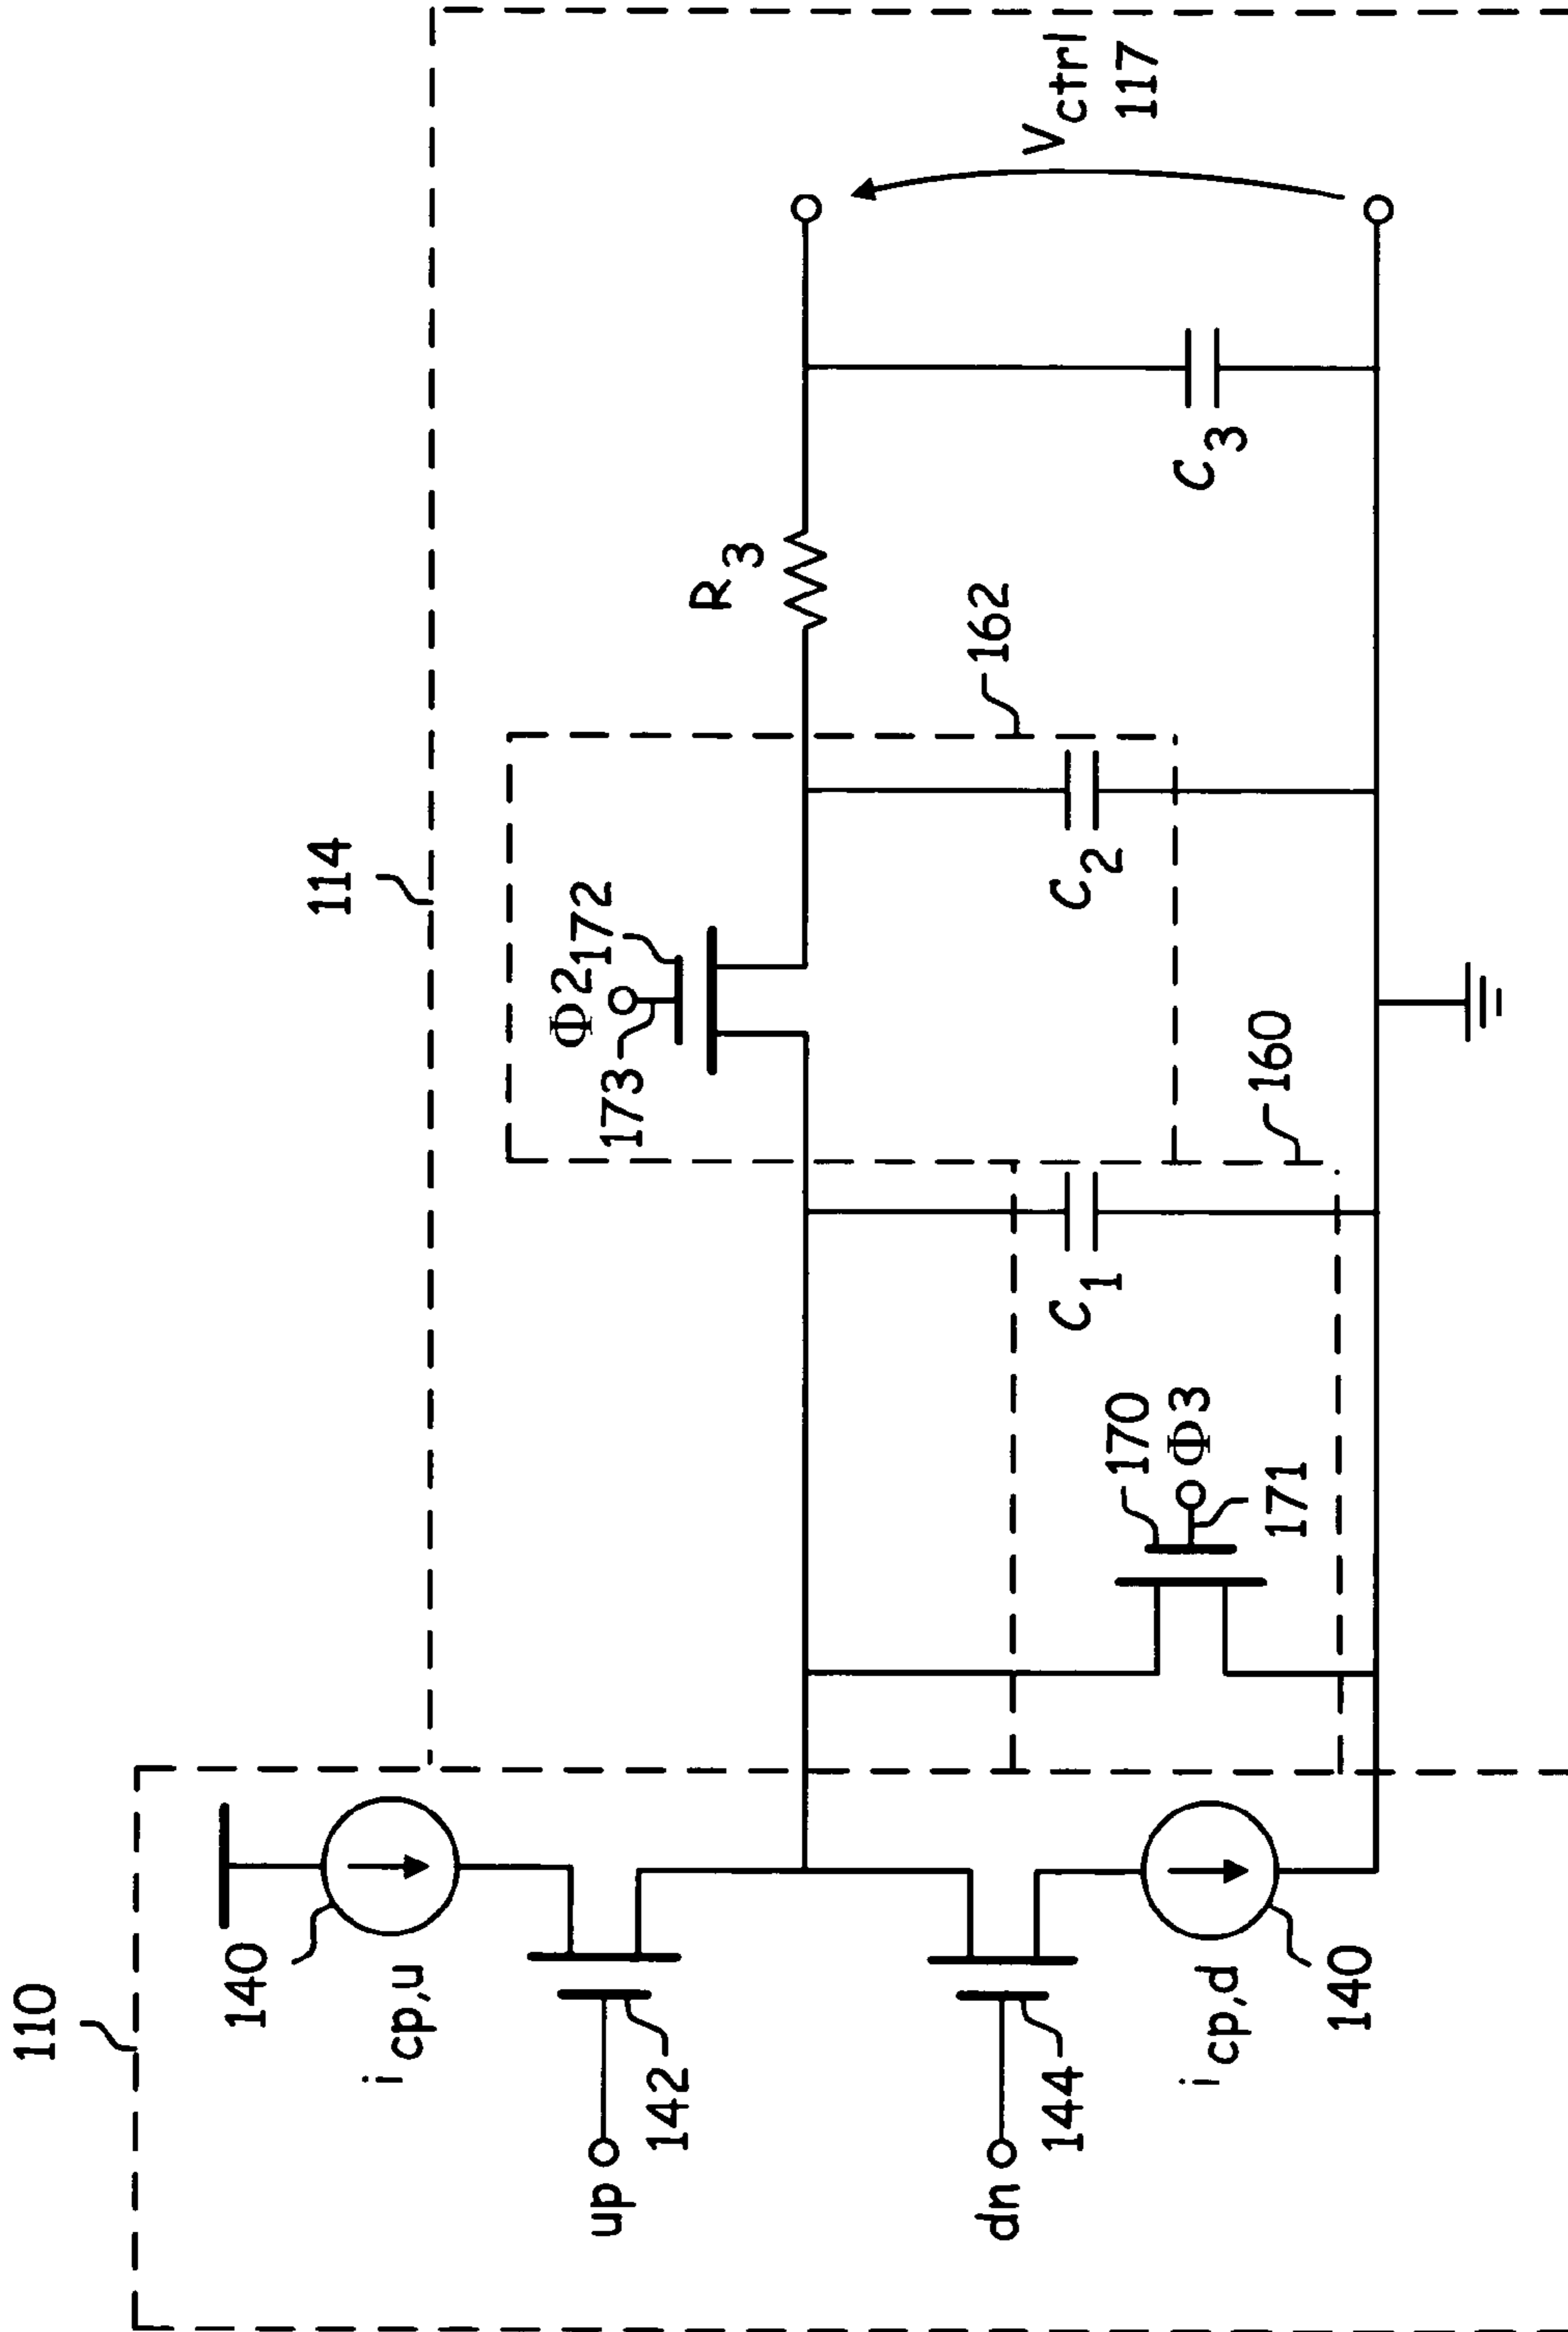 110
114
140
i cp,u
up
142
dn
144
i cp,d
140
170
Φ3
171
C1
160
Φ2
172
173
C2
162
R3
C3
Vctrl
117